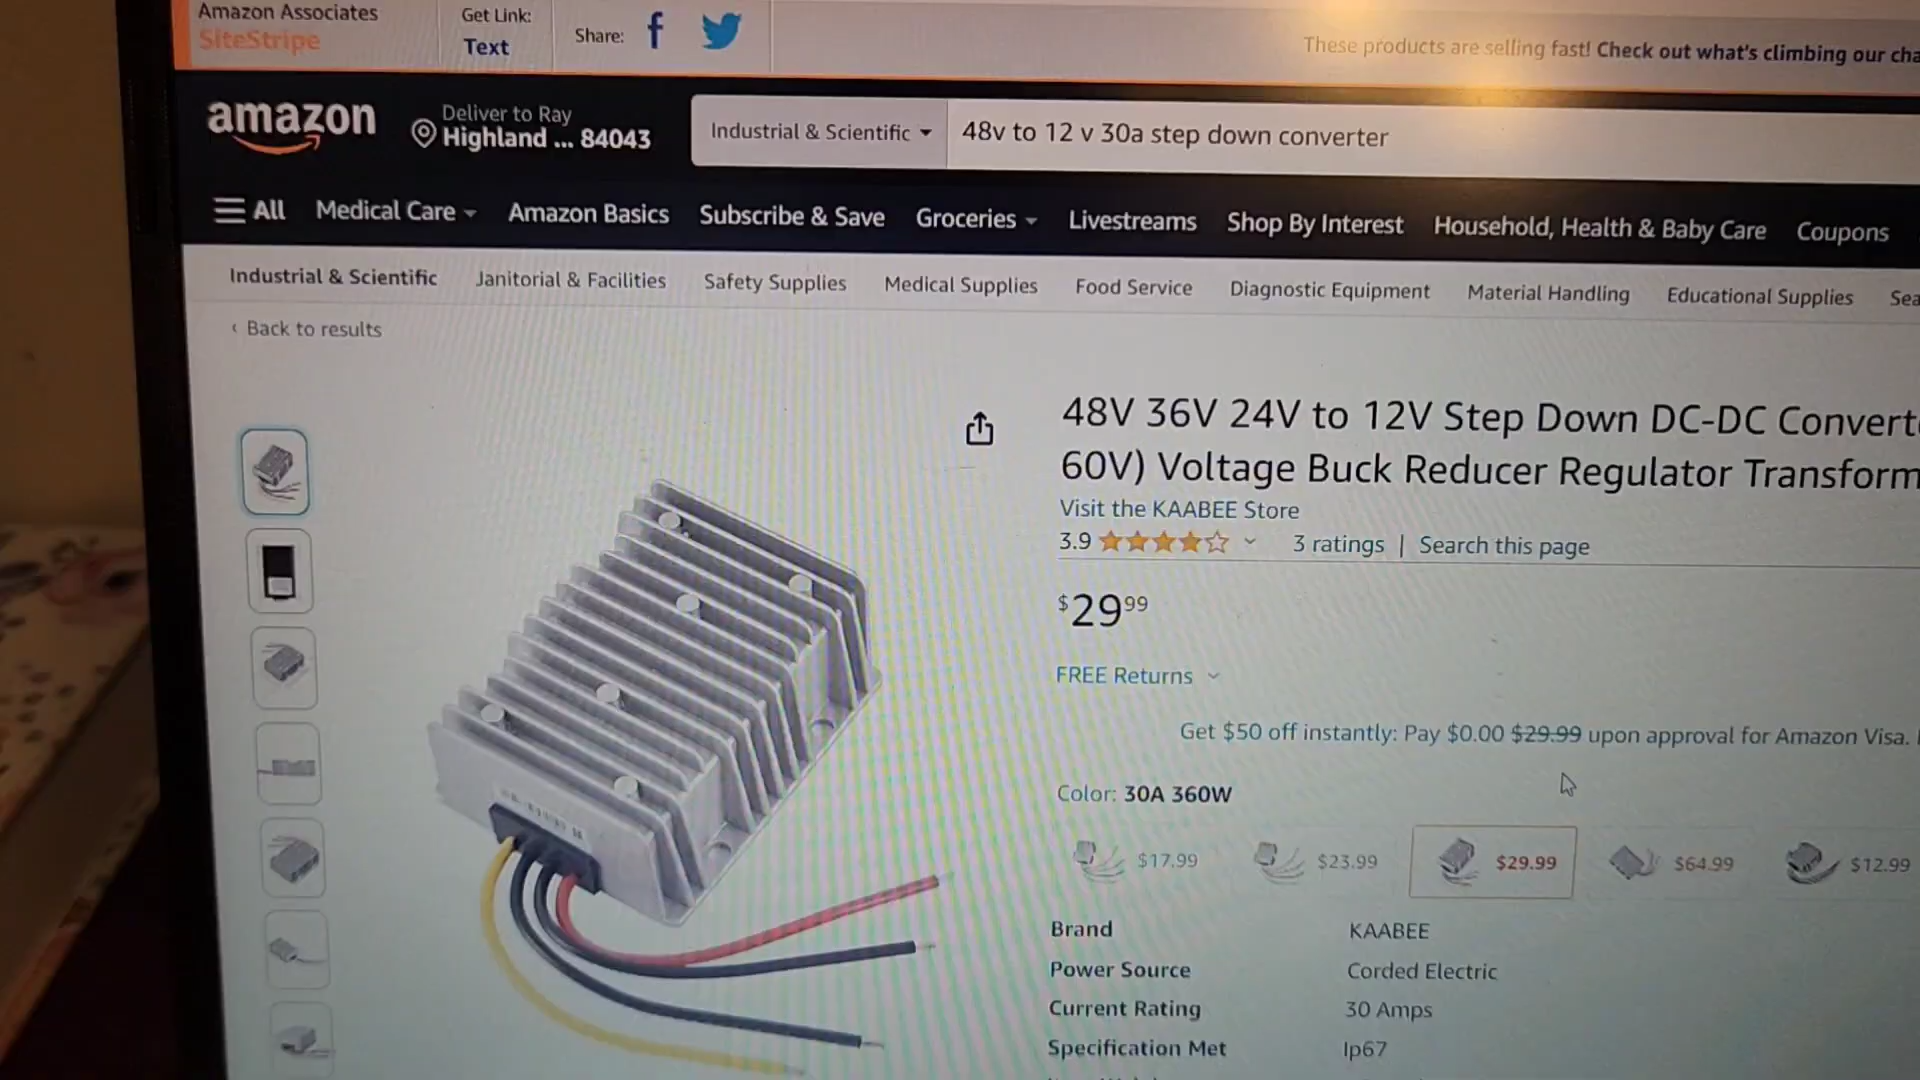 Amazon Associates
SiteStripe
Get Link:
Text
Share:
These products are selling fast! Check out what's climbing our cha
amazon
Deliver to Ray
Highland ... 84043
Industrial & Scientific
48v to 12 v 30a step down converter
All
Medical Care
Amazon Basics
Subscribe & Save
Groceries
Livestreams
Shop By Interest
Household, Health & Baby Care
Coupons
Industrial & Scientific
Janitorial & Facilities
Safety Supplies
Medical Supplies
Food Service
Diagnostic Equipment
Material Handling
Educational Supplies
Sea
‹ Back to results
48V 36V 24V to 12V Step Down DC-DC Convert
60V) Voltage Buck Reducer Regulator Transform
Visit the KAABEE Store
3.9
3 ratings | Search this page
$29.99
FREE Returns
Get $50 off instantly: Pay $0.00 $29.99 upon approval for Amazon Visa.
Color: 30A 360W
$17.99
$23.99
$29.99
$64.99
$12.99
Brand KAABEE
Power Source Corded Electric
Current Rating 30 Amps
Specification Met Ip67